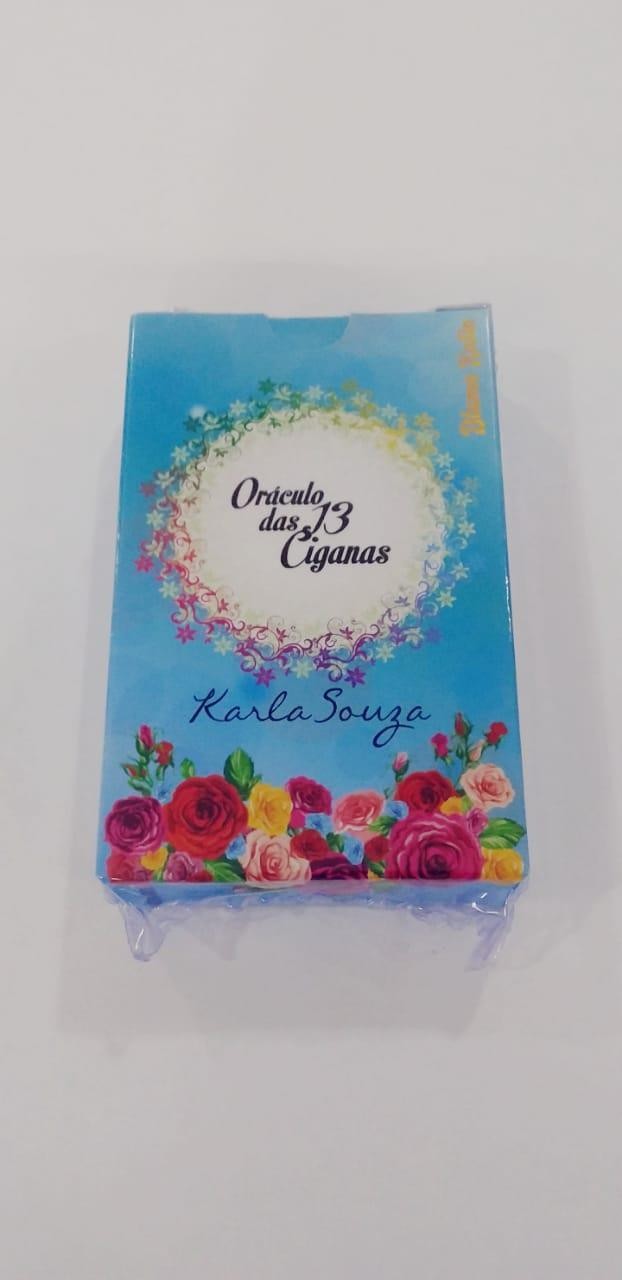 Oráculo
das 13
Ciganas
Karla Souza